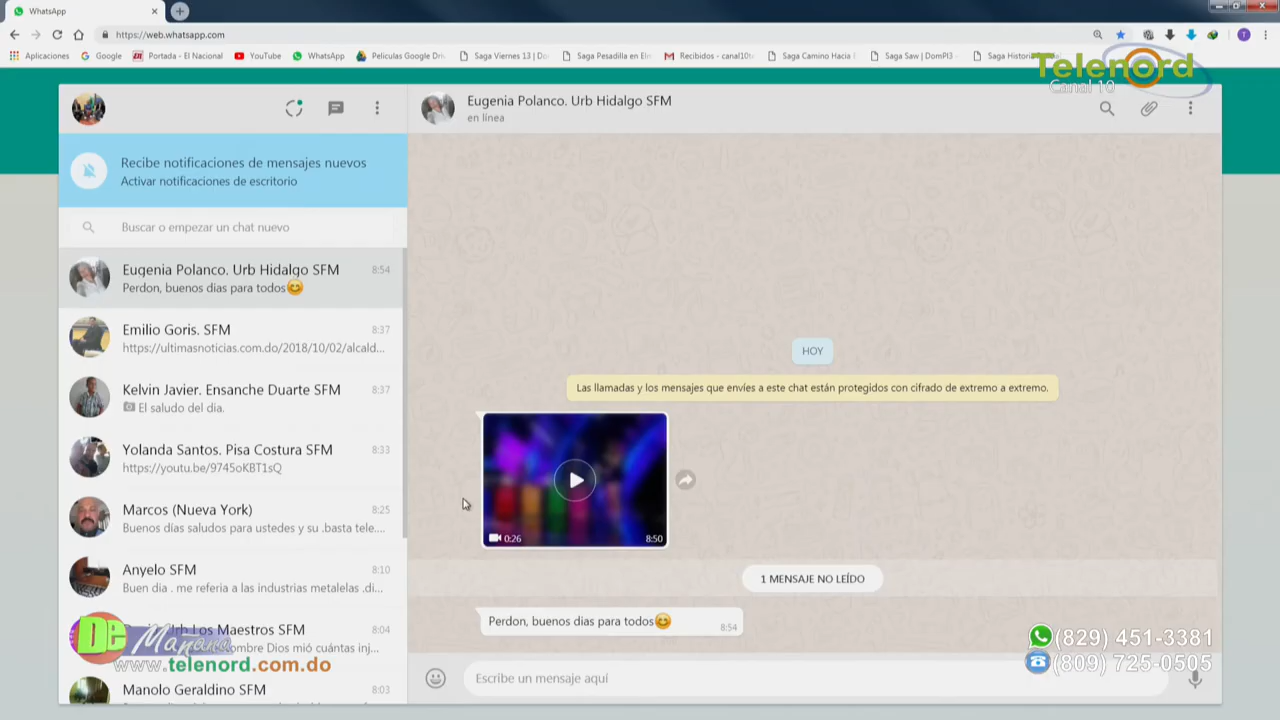 WhatsApp
https://web.whatsapp.com
Aplicaciones
Google
Portada - El Nacional
YouTube
WhatsApp
Peliculas Google Driv
Saga Viernes 13 | Do
Saga Pesadilla en Elm
Recibidos - canal10te
Saga Camino Hacia
Saga Saw | DomPl3
Saga Histori
Telenord
Canal 10
Eugenia Polanco. Urb Hidalgo SFM
en línea
Recibe notificaciones de mensajes nuevos
Activar notificaciones de escritorio
Buscar o empezar un chat nuevo
Eugenia Polanco. Urb Hidalgo SFM
8:54
Perdon, buenos dias para todos😊
Emilio Goris. SFM
8:37
https://ultimasnoticias.com.do/2018/10/02/alcald...
Kelvin Javier. Ensanche Duarte SFM
8:37
El saludo del dia.
Yolanda Santos. Pisa Costura SFM
8:33
https://youtu.be/9745oKBT1sQ
Marcos (Nueva York)
8:25
Buenos días saludos para ustedes y su .basta tele....
Anyelo SFM
8:10
Buen dia . me referia a las industrias metalelas .di...
Urb Los Maestros SFM
8:04
ombre Dios mió cuántas inj...
Manolo Geraldino SFM
8:03
HOY
Las llamadas y los mensajes que envíes a este chat están protegidos con cifrado de extremo a extremo.
0:26
8:50
1 MENSAJE NO LEÍDO
Perdon, buenos dias para todos😊
8:54
Escribe un mensaje aquí
De Mañana
www.telenord.com.do
(829) 451-3381
(809) 725-0505